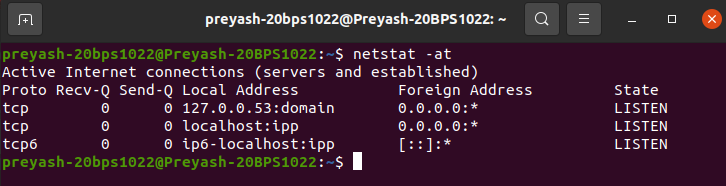 preyash-20bps1022@Preyash-20BPS1022: ~
preyash-20bps1022@Preyash-20BPS1022:~$ netstat -at
Active Internet connections (servers and established)
Proto Recv-Q Send-Q Local Address           Foreign Address         State
tcp        0      0 127.0.0.53:domain       0.0.0.0:*               LISTEN
tcp        0      0 localhost:ipp           0.0.0.0:*               LISTEN
tcp6       0      0 ip6-localhost:ipp       [::]:*                  LISTEN
preyash-20bps1022@Preyash-20BPS1022:~$